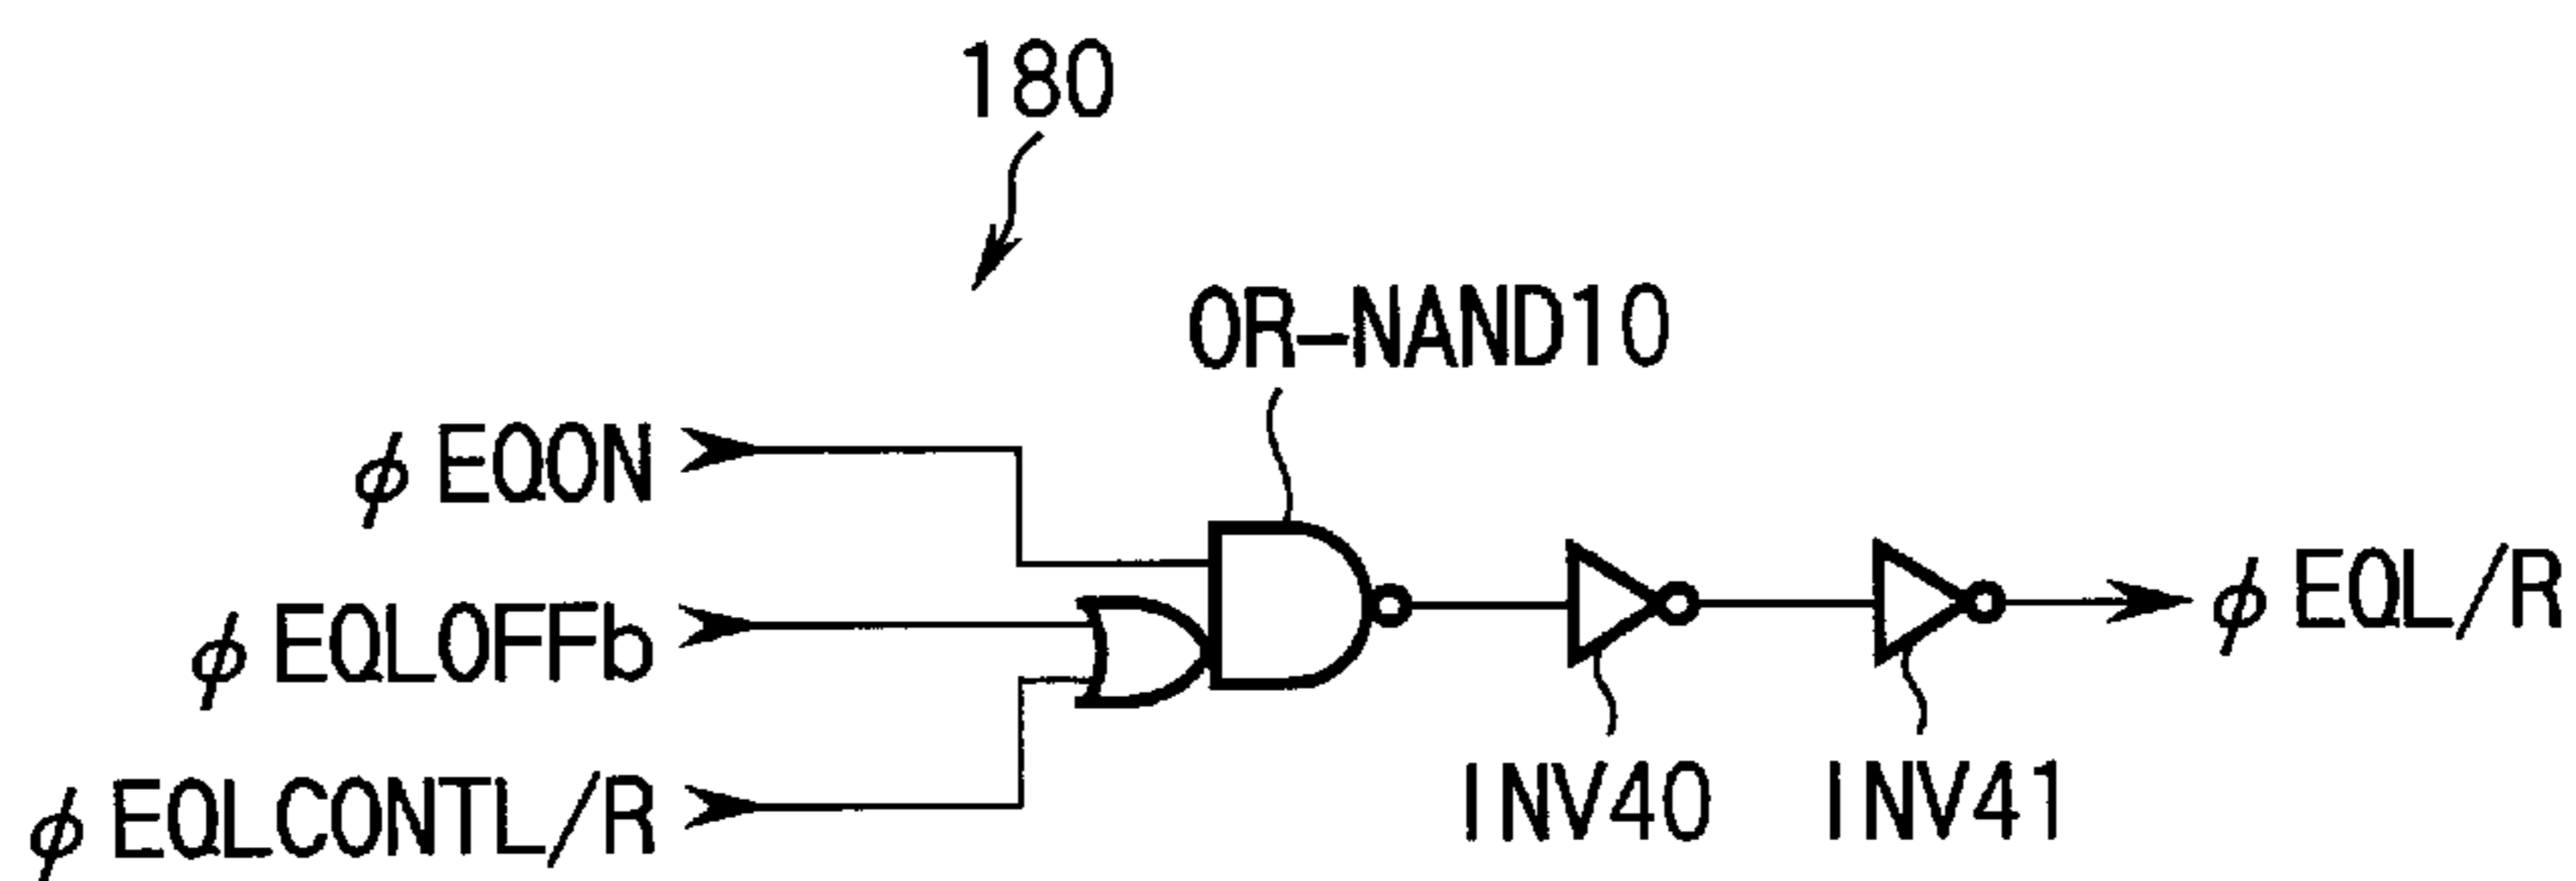 180
OR-NAND10
φ EQON
φ EQLOFFb
φ EQLCONTL/R
φ EQL/R
INV40
INV41